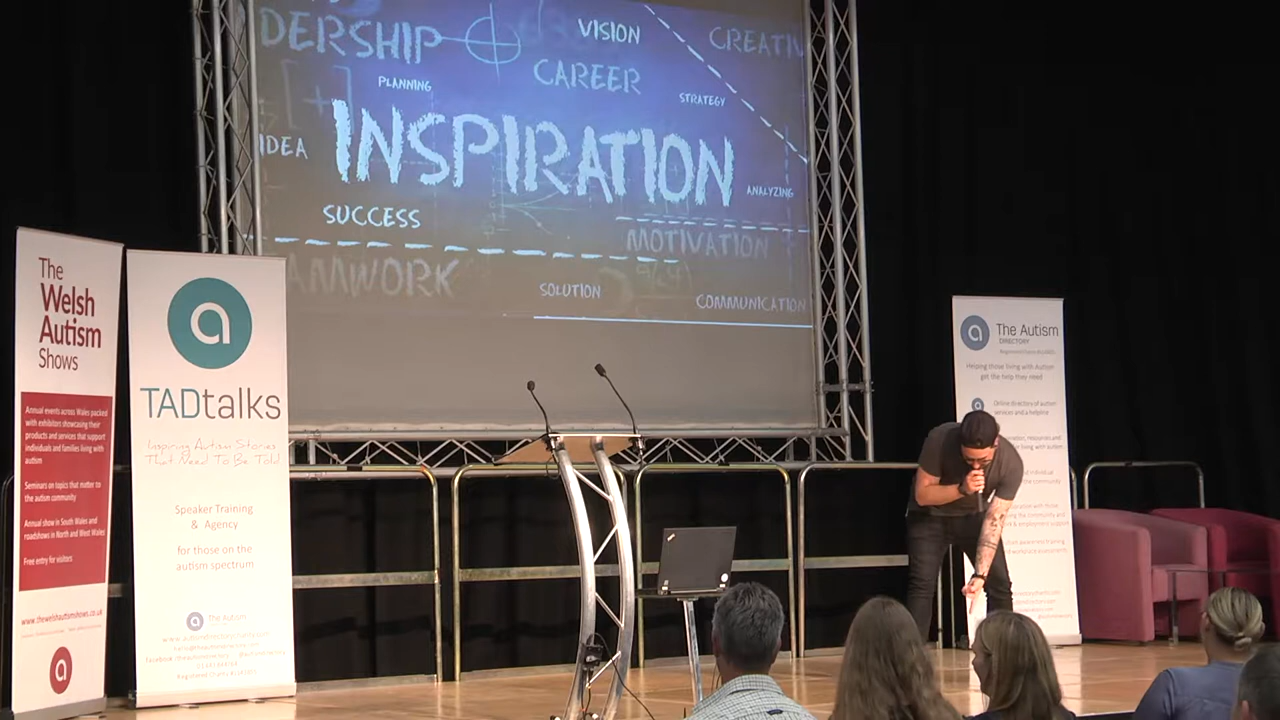 DERSHIP
VISION
CREATIV
PLANNING
CAREER
STRATEGY
IDEA
INSPIRATION
ANALYZING
SUCCESS
MOTIVATION
AMWORK
SOLUTION
COMMUNICATION
The
Welsh
Autism
Shows
Annual events across Wales packed
with exhibitors showcasing their
products and services that support
individuals and families living with
autism
Seminars on topics that matter to
the autism community
Annual show in South Wales and
roadshows in North and West Wales
Free entry for visitors
www.thewelshautismshows.co.uk
a
a
TADtalks
Inspiring Autism Stories
That Need To Be Told
Speaker Training
& Agency
for those on the
autism spectrum
a The Autism
a The Autism
DIRECTORY
Helping those living with Autism
get the help they need
Online directory of autism
services and a helpline